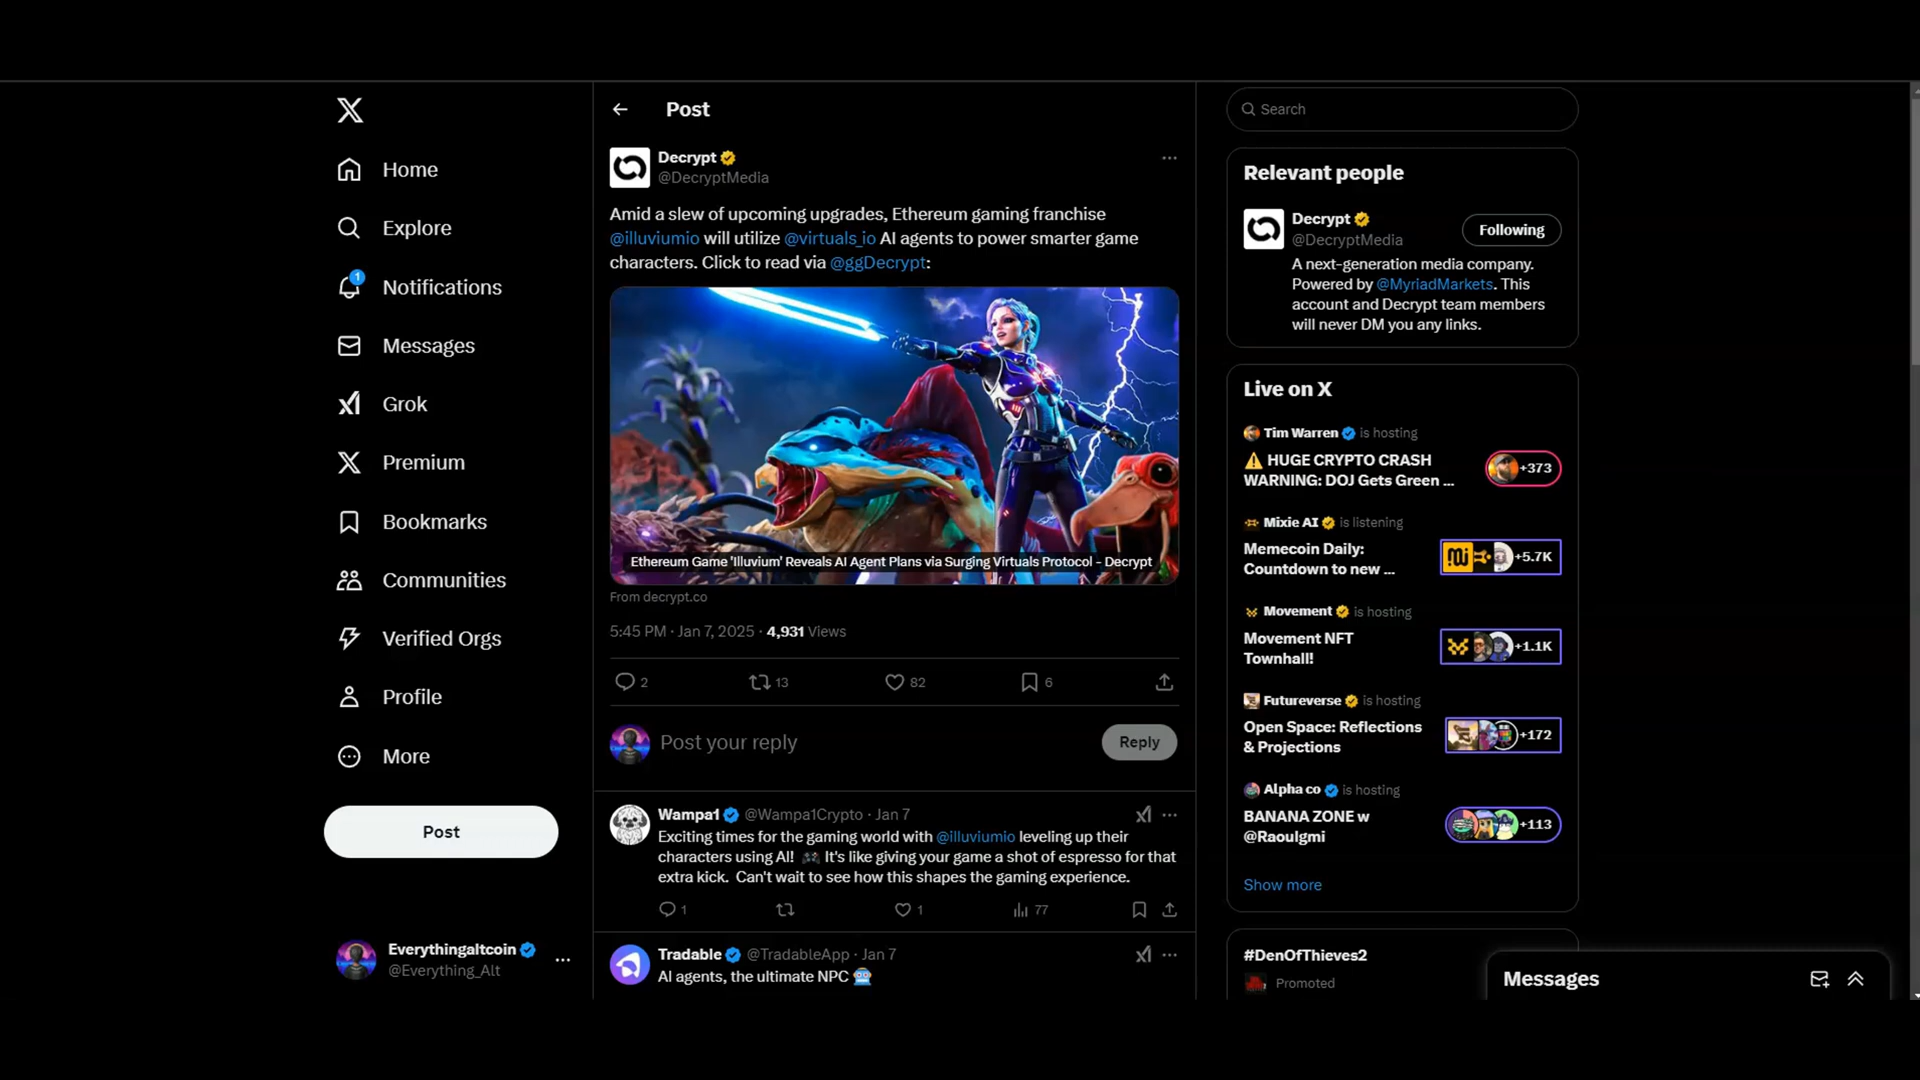 Home
Explore
1
Notifications
Messages
Grok
Premium
Bookmarks
Communities
Verified Orgs
Profile
More
Post
Everythingaltcoin
@Everything_Alt
Post
Decrypt
@DecryptMedia
Amid a slew of upcoming upgrades, Ethereum gaming franchise
@illuviumio will utilize @virtuals_io AI agents to power smarter game
characters. Click to read via @ggDecrypt:
Ethereum Game 'Illuvium' Reveals AI Agent Plans via Surging Virtuals Protocol - Decrypt
From decrypt.co
5:45 PM · Jan 7, 2025 · 4,931 Views
2 13 82 6
Post your reply
Reply
Wampa1 @Wampa1Crypto · Jan 7
Exciting times for the gaming world with @illuviumio leveling up their
characters using AI! 🎮 It's like giving your game a shot of espresso for that
extra kick. Can't wait to see how this shapes the gaming experience.
1 1 77
Tradable @TradableApp · Jan 7
AI agents, the ultimate NPC 🤖
Search
Relevant people
Decrypt
@DecryptMedia
Following
A next-generation media company.
Powered by @MyriadMarkets. This
account and Decrypt team members
will never DM you any links.
Live on X
Tim Warren is hosting
⚠️ HUGE CRYPTO CRASH
WARNING: DOJ Gets Green ...
+373
Mixie AI is listening
Memecoin Daily:
Countdown to new ...
+5.7K
Movement is hosting
Movement NFT
Townhall!
+1.1K
Futureverse is hosting
Open Space: Reflections
& Projections
+172
Alpha co is hosting
BANANA ZONE w
@Raoulgmi
+113
Show more
#DenOfThieves2
Promoted
Messages